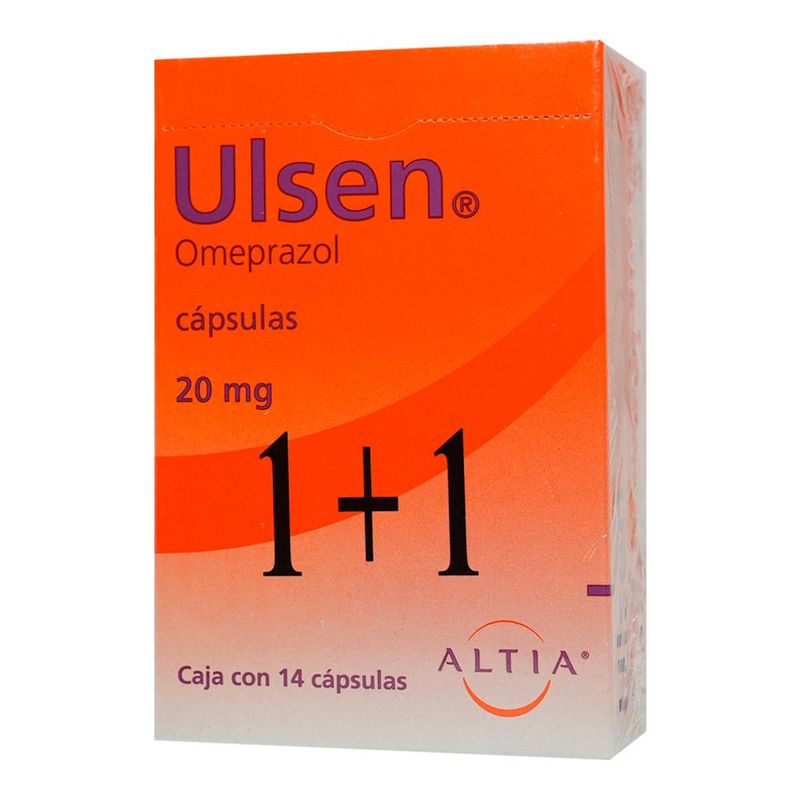 Ulsen®
Omeprazol
cápsulas
20 mg
1+1
ALTIA®
Caja con 14 cápsulas